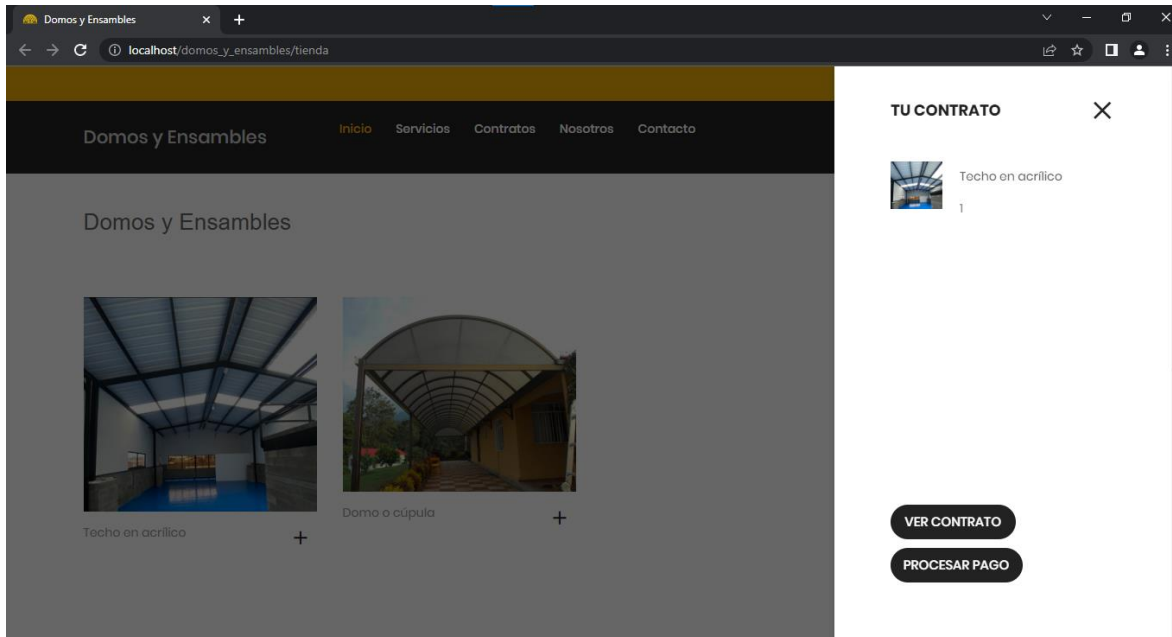 Domos y Ensambles
localhost/domos_y_ensambles/tienda
Domos y Ensambles
Inicio Servicios Contratos Nosotros Contacto
Domos y Ensambles
Techo en acrílico
Domo o cúpula
TU CONTRATO
Techo en acrílico
1
VER CONTRATO
PROCESAR PAGO